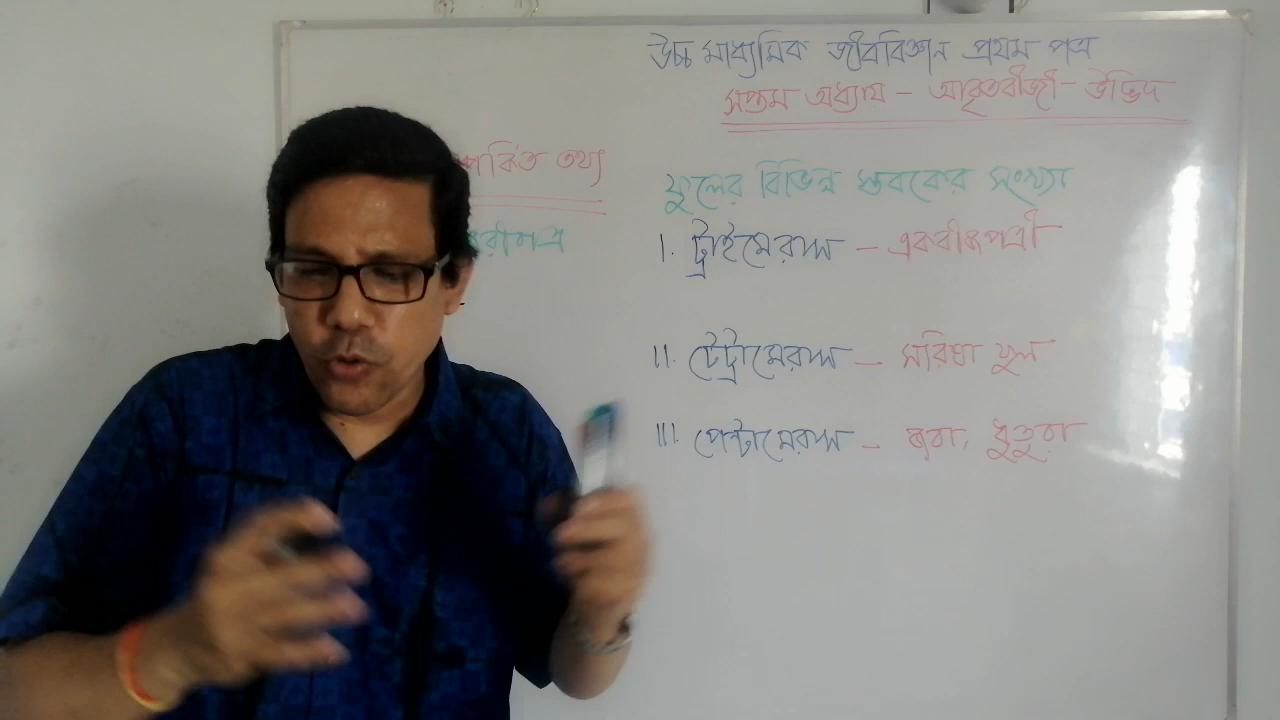 উচ্চ মাধ্যমিক জীববিজ্ঞান প্রথম পত্র
সপ্তম অধ্যায় - আবৃতবীজী উদ্ভিদ
তথ্য
ফুলের বিভিন্ন স্তবকের সংখ্যা
I. ট্রাইমেরাস - একবীজপত্রী
II. টেট্রামেরাস - সরিষা ফুল
III. পেন্টামেরাস - জবা, ধুতুরা